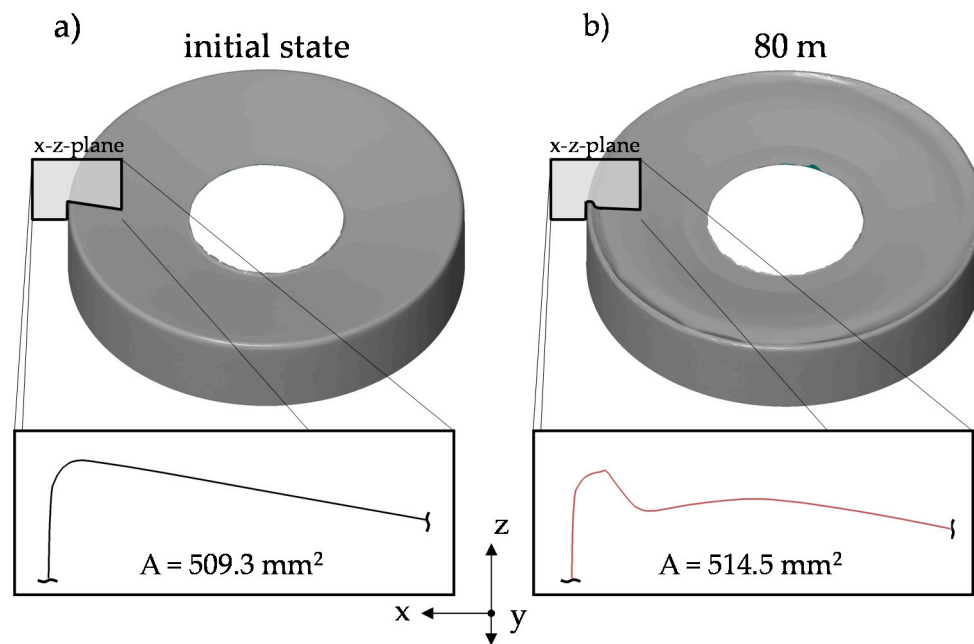 a)
initial state
x-z-plane
A = 509.3 mm²
b)
80 m
x-z-plane
A = 514.5 mm²
z
x
y